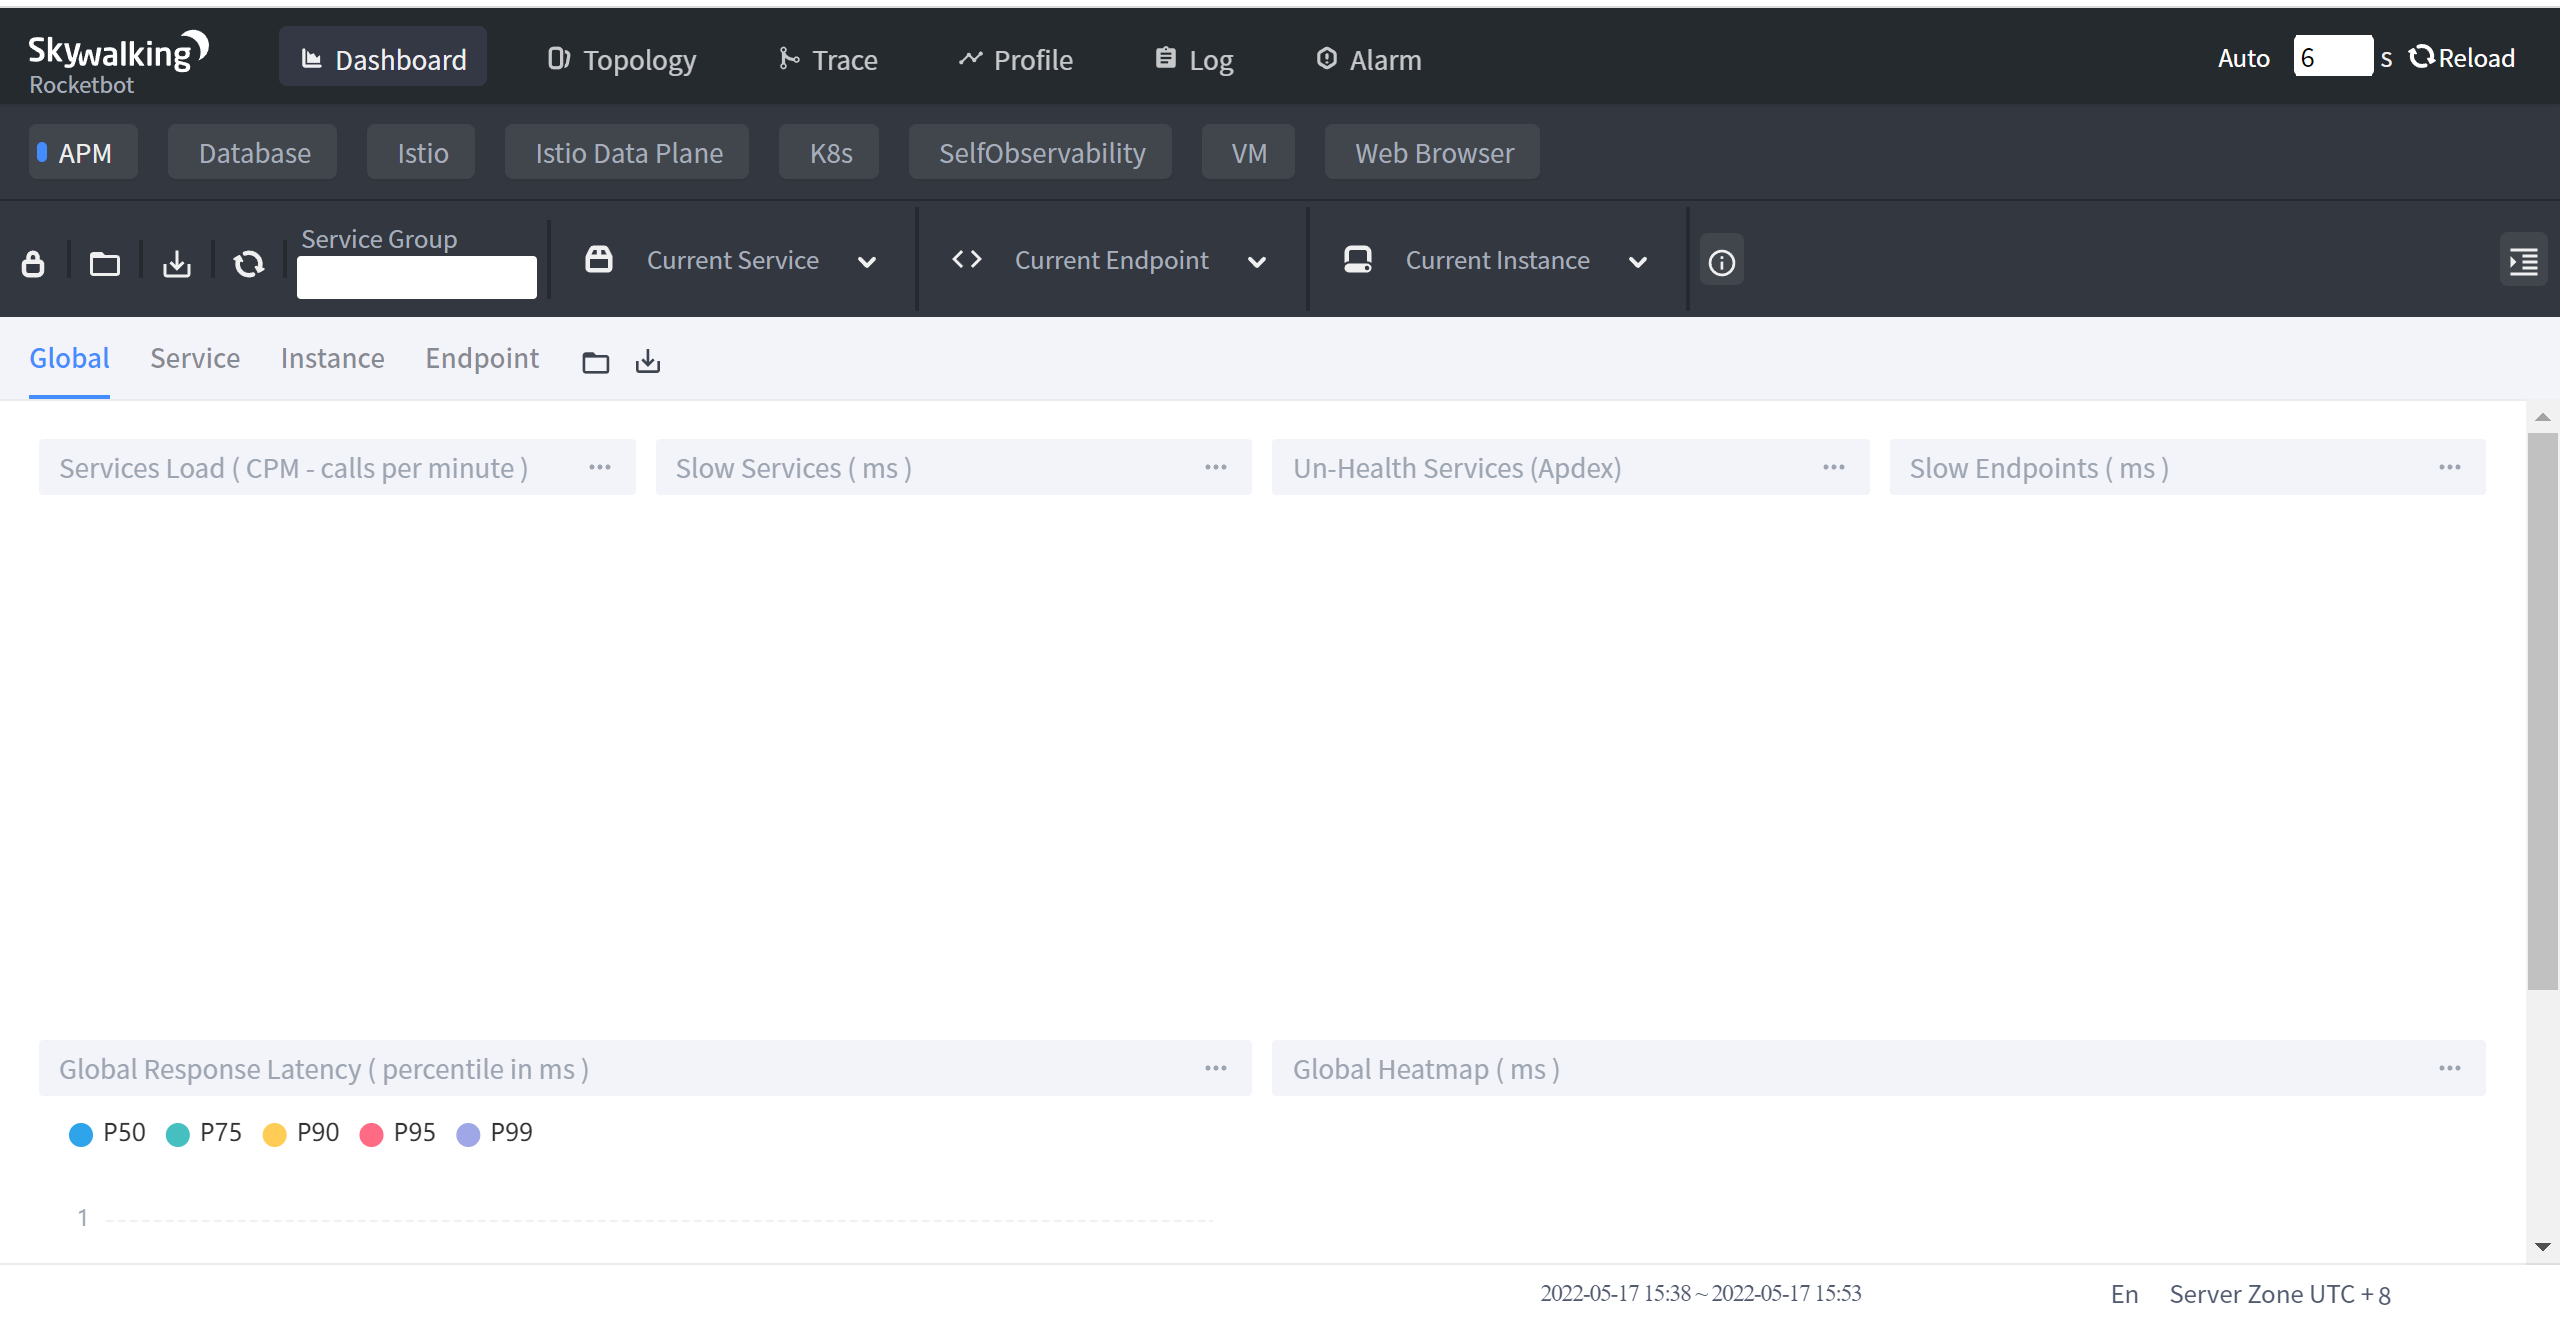 Skywalking
Rocketbot
Dashboard Topology Trace Profile Log Alarm Auto 6 s Reload
APM Database Istio Istio Data Plane K8s SelfObservability VM Web Browser
Service Group
Current Service Current Endpoint Current Instance
Global Service Instance Endpoint
Services Load ( CPM - calls per minute ) Slow Services ( ms ) Un-Health Services (Apdex) Slow Endpoints ( ms )
Global Response Latency ( percentile in ms ) Global Heatmap ( ms )
P50 P75 P90 P95 P99
1
2022-05-17 15:38 ~ 2022-05-17 15:53 En Server Zone UTC + 8